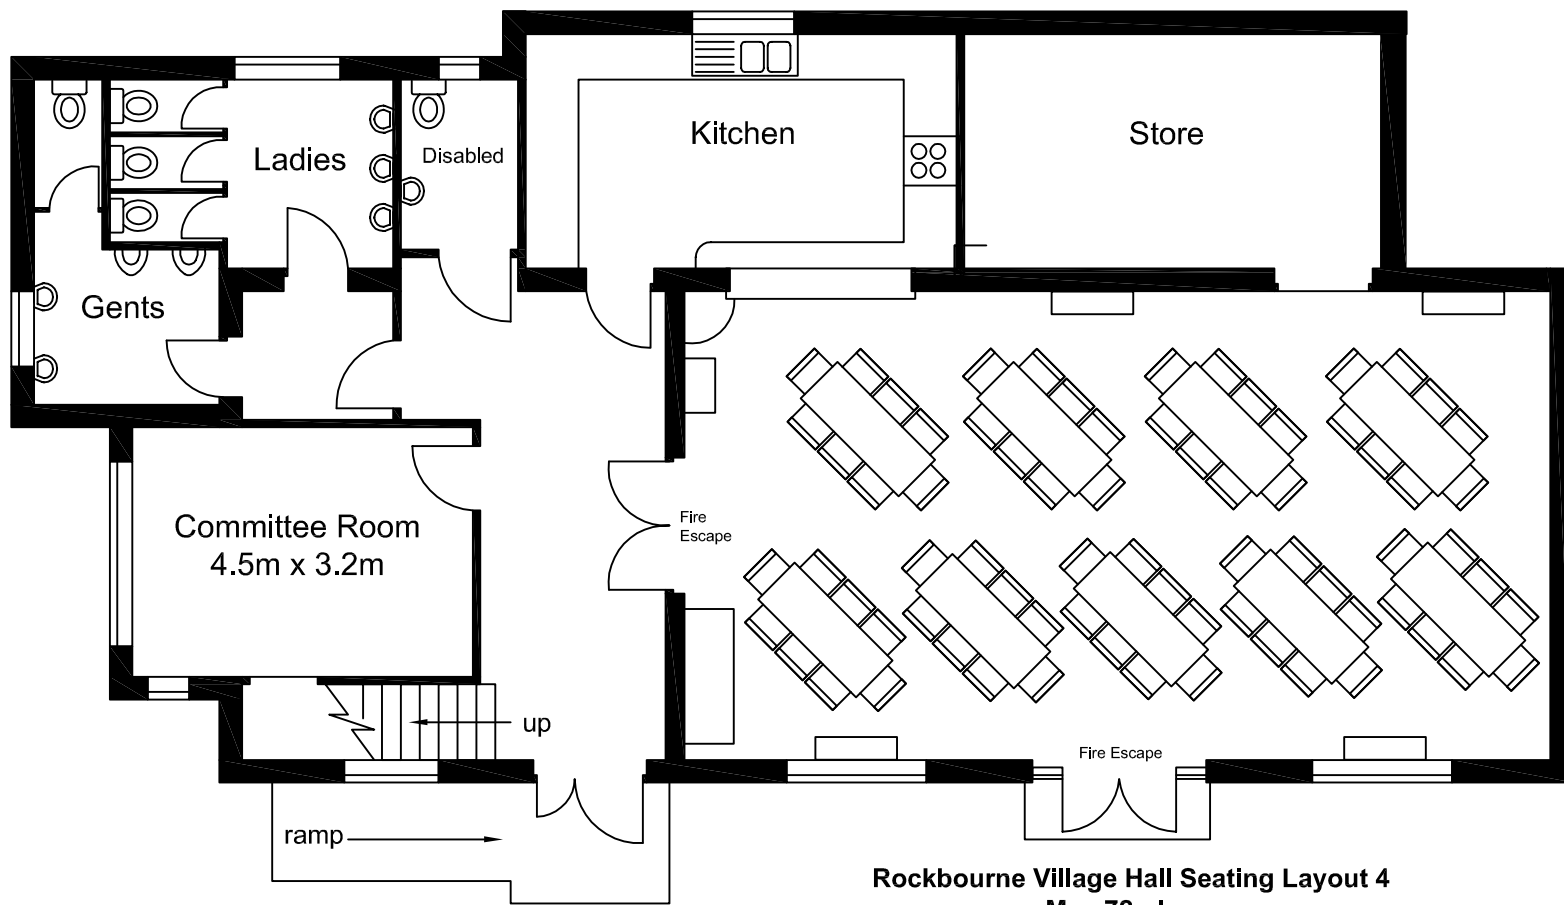 Kitchen
Store
Ladies
Disabled
Gents
Committee Room
4.5m x 3.2m
Fire
Escape
up
Fire Escape
ramp
Rockbourne Village Hall Seating Layout 4